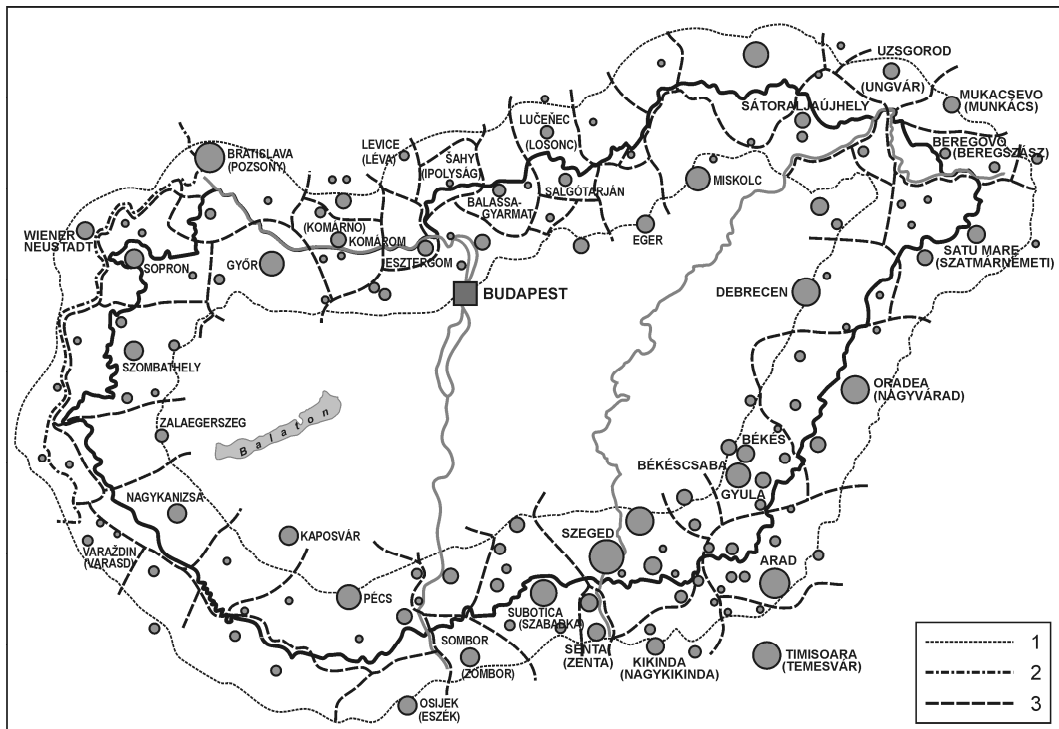 UZSGOROD
(UNGVÁR)
MUKACSEVO
(MUNKÁCS)
SÁTORALJAÚJHELY
BEREGOVO
(BEREGSZÁSZ)
LUČENEC
(LOSONC)
LEVICE
(LÉVA)
ŠAHY
(IPOLYSÁG)
BRATISLAVA
(POZSONY)
SALGÓTARJÁN
MISKOLC
BALASSA-
GYARMAT
WIENER
NEUSTADT
(KOMÁRNO)
KOMÁROM
EGER
SATU MARE
(SZATMÁRNÉMETI)
SOPRON
GYŐR
ESZTERGOM
BUDAPEST
DEBRECEN
SZOMBATHELY
ORADEA
(NAGYVÁRAD)
Balaton
ZALAEGERSZEG
BÉKÉS
BÉKÉSCSABA
GYULA
NAGYKANIZSA
KAPOSVÁR
SZEGED
VARAŽDIN
(VARASD)
ARAD
PÉCS
SUBOTICA
(SZABADKA)
SOMBOR
(ZOMBOR)
SENTA
(ZENTA)
KIKINDA
(NAGYKIKINDA)
TIMISOARA
(TEMESVÁR)
OSIJEK
(ESZÉK)
1
2
3